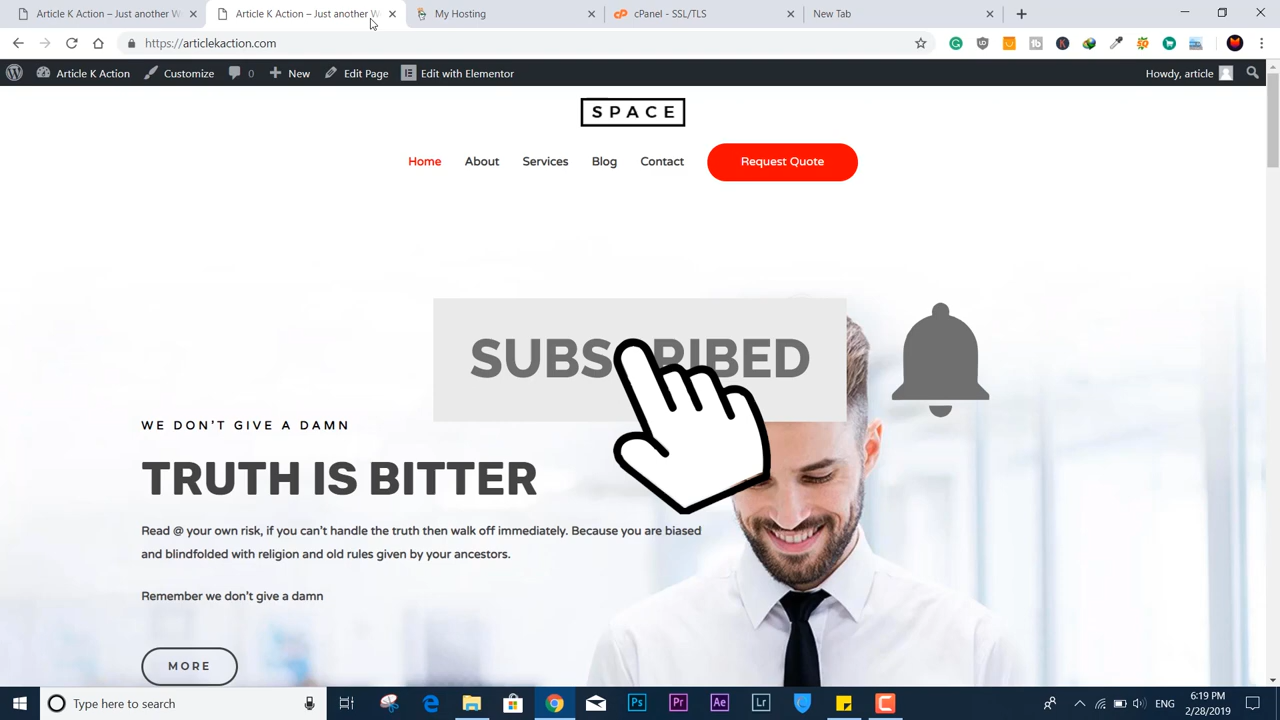 Article K Action – Just another W
Article K Action – Just another W
My Hosting
cPanel - SSL/TLS
New Tab
https://articlekaction.com
Article K Action
Customize
0
New
Edit Page
Edit with Elementor
Howdy, article
SPACE
Home
About
Services
Blog
Contact
Request Quote
WE DON'T GIVE A DAMN
TRUTH IS BITTER
Read @ your own risk, if you can't handle the truth then walk off immediately. Because you are biased
and blindfolded with religion and old rules given by your ancestors.
Remember we don't give a damn
MORE
Type here to search
Ps
Pr
Ae
Lr
ENG
6:19 PM
2/28/2019